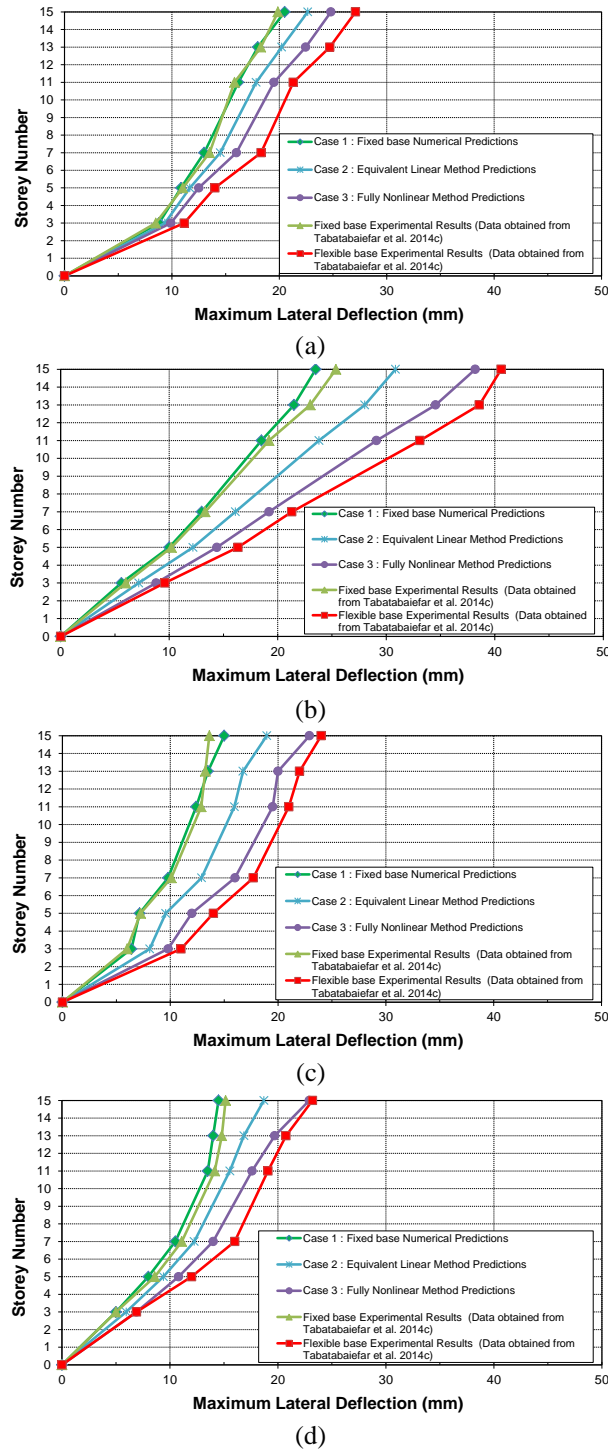 15
14
13
12
11
10
9
8
7
6
5
4
3
2
1
0
Storey Number
Case 1 : Fixed base Numerical Predictions
Case 2 : Equivalent Linear Method Predictions
Case 3 : Fully Nonlinear Method Predictions
Fixed base Experimental Results (Data obtained from
Tabatabaiefar et al. 2014c)
Flexible base Experimental Results (Data obtained from
Tabatabaiefar et al. 2014c)
0 10 20 30 40 50
Maximum Lateral Deflection (mm)
(a)
15
14
13
12
11
10
9
8
7
6
5
4
3
2
1
0
Storey Number
Case 1 : Fixed base Numerical Predictions
Case 2 : Equivalent Linear Method Predictions
Case 3 : Fully Nonlinear Method Predictions
Fixed base Experimental Results (Data obtained
from Tabatabaiefar et al. 2014c)
Flexible base Experimental Results (Data obtained
from Tabatabaiefar et al. 2014c)
0 10 20 30 40 50
Maximum Lateral Deflection (mm)
(b)
15
14
13
12
11
10
9
8
7
6
5
4
3
2
1
0
Storey Number
Case 1 : Fixed base Numerical Predictions
Case 2 : Equivalent Linear Method Predictions
Case 3 : Fully Nonlinear Method Predictions
Fixed base Experimental Results (Data obtained from
Tabatabaiefar et al. 2014c)
Flexible base Experimental Results (Data obtained from
Tabatabaiefar et al. 2014c)
0 10 20 30 40 50
Maximum Lateral Deflection (mm)
(c)
15
14
13
12
11
10
9
8
7
6
5
4
3
2
1
0
Storey Number
Case 1 : Fixed base Numerical Predictions
Case 2 : Equivalent Linear Method Predictions
Case 3 : Fully Nonlinear Method Predictions
Fixed base Experimental Results (Data obtained from
Tabatabaiefar et al. 2014c)
Flexible base Experimental Results (Data obtained from
Tabatabaiefar et al. 2014c)
0 10 20 30 40 50
Maximum Lateral Deflection (mm)
(d)